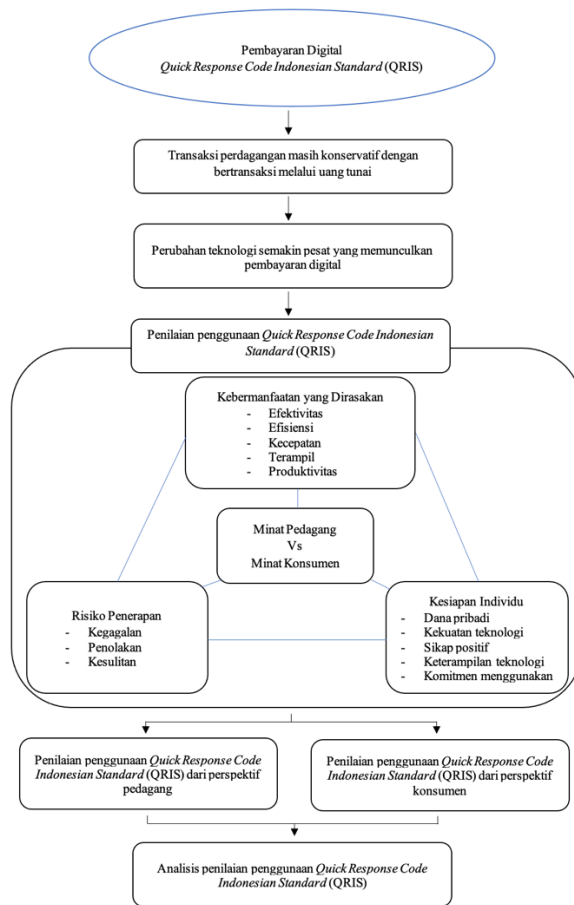 Pembayaran Digital
Quick Response Code Indonesian Standard (QRIS)
Transaksi perdagangan masih konservatif dengan
bertransaksi melalui uang tunai
Perubahan teknologi semakin pesat yang memunculkan
pembayaran digital
Penilaian penggunaan Quick Response Code Indonesian
Standard (QRIS)
Kebermanfaatan yang Dirasakan
- Efektivitas
- Efisiensi
- Kecepatan
- Terampil
- Produktivitas
Minat Pedagang
Vs
Minat Konsumen
Risiko Penerapan
- Kegagalan
- Penolakan
- Kesulitan
Kesiapan Individu
- Dana pribadi
- Kekuatan teknologi
- Sikap positif
- Keterampilan teknologi
- Komitmen menggunakan
Penilaian penggunaan Quick Response Code
Indonesian Standard (QRIS) dari perspektif
pedagang
Penilaian penggunaan Quick Response Code
Indonesian Standard (QRIS) dari perspektif
konsumen
Analisis penilaian penggunaan Quick Response Code
Indonesian Standard (QRIS)